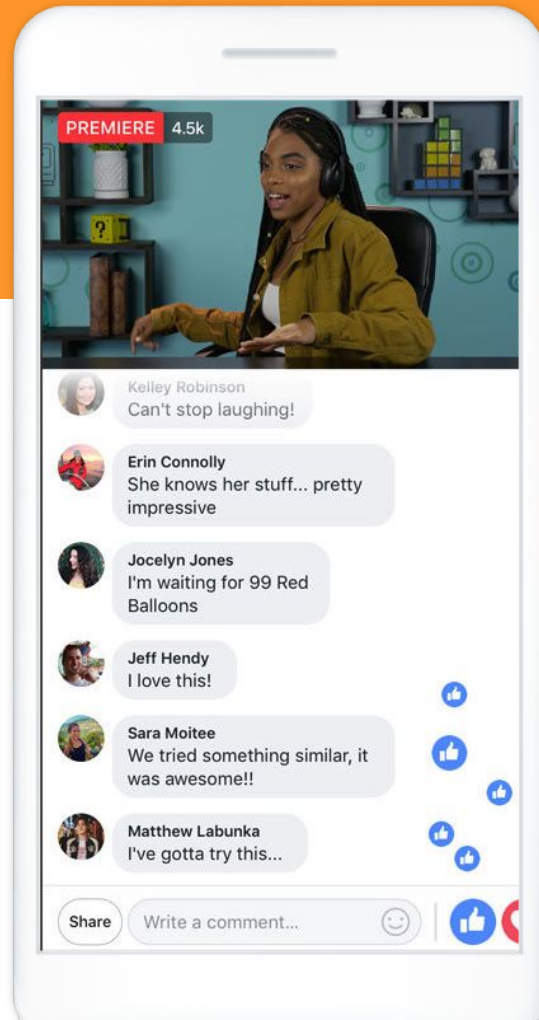 PREMIERE 4.5k
?
Kelley Robinson
Can't stop laughing!
Erin Connolly
She knows her stuff... pretty
impressive
Jocelyn Jones
I'm waiting for 99 Red
Balloons
Jeff Hendy
I love this!
Sara Moitee
We tried something similar, it
was awesome!!
Matthew Labunka
I've gotta try this...
Share Write a comment...